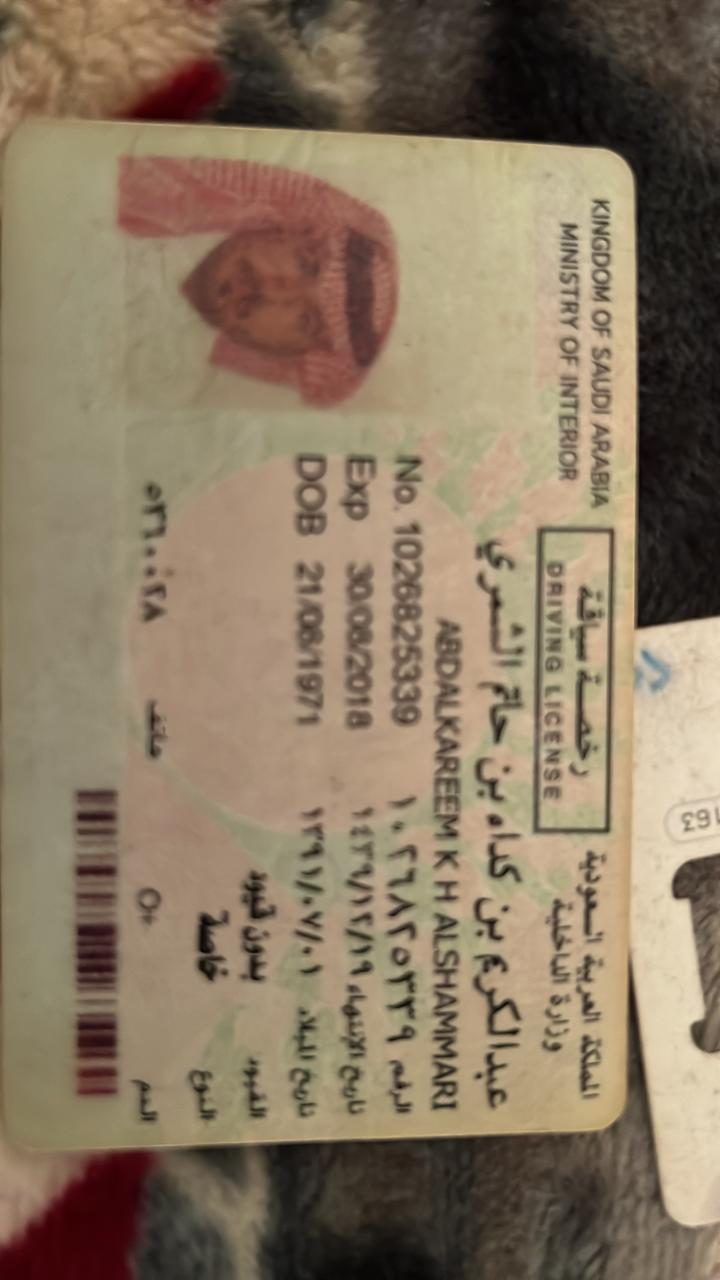 KINGDOM OF SAUDI ARABIA
MINISTRY OF INTERIOR
رخصة سياقة
DRIVING LICENSE
المملكة العربية السعودية
وزارة الداخلية
عبدالكريم بن كداه بن حاتم الشمري
ABDALKAREEM K H ALSHAMMARI
No. 1026825339 ١٠٢٦٨٢٥٣٣٩ الرقم
Exp 30/08/2018 ١٤٣٩/١٢/١٩ تاريخ الإنتهاء
DOB 21/08/1971 ١٣٩١/٠٧/٠١ تاريخ الميلاد
بدون قيود القيود
خاصة النوع
هاتف O+ الدم